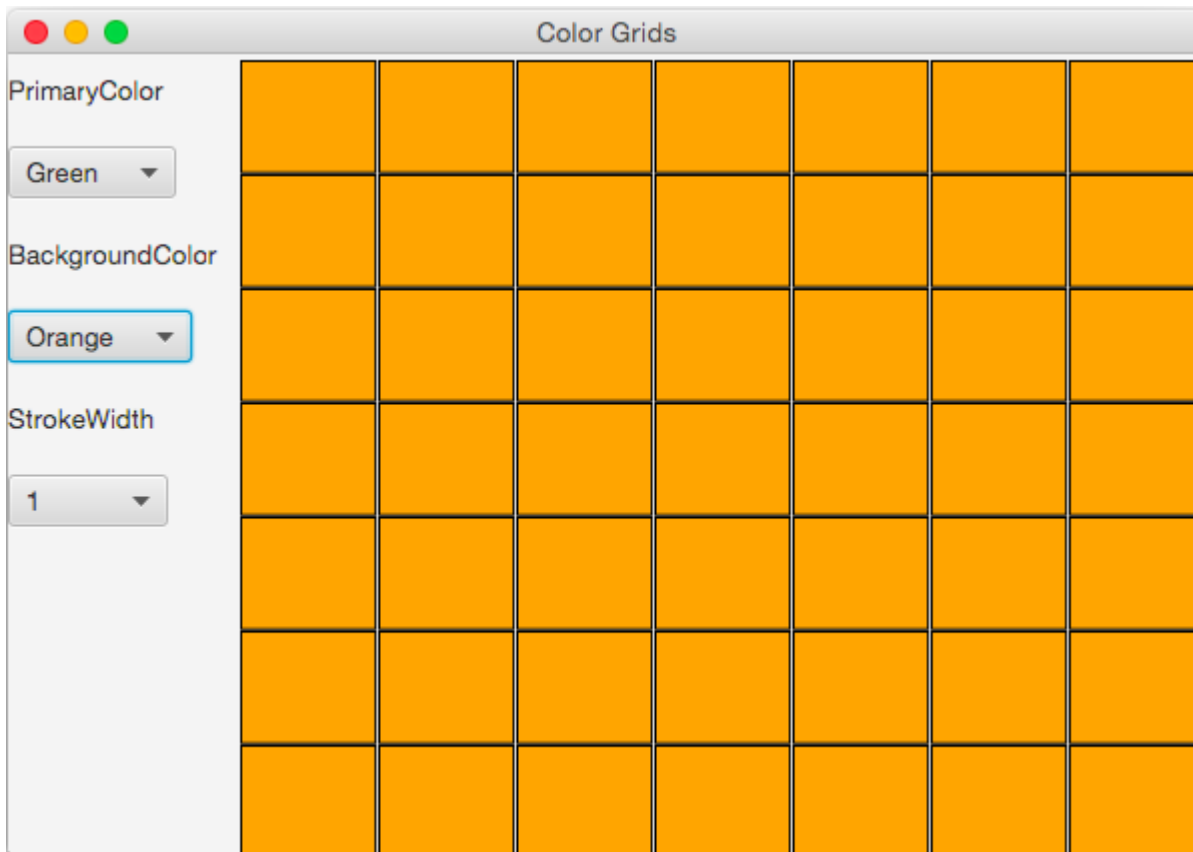 Color Grids
PrimaryColor
Green
BackgroundColor
Orange
StrokeWidth
1